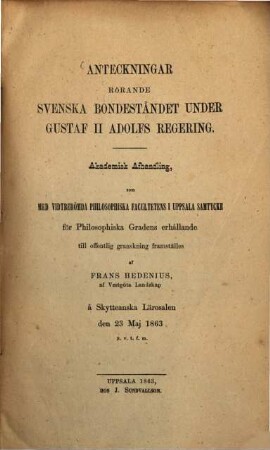 ANTECKNINGAR
RÖRANDE
SVENSKA BONDESTÅNDET UNDER
GUSTAF II ADOLFS REGERING.
Akademisk Afhandling,
som
MED VIDTBERÖMDA PHILOSOPHISKA FACULTETENS I UPPSALA SAMTYCKE
för Philosophiska Gradens erhållande
till offentlig granskning framställes
af
FRANS HEDENIUS,
af Vestgöta Landskap
å Skytteanska Lärosalen
den 23 Maj 1863
p. v. t. f. m.
UPPSALA 1863,
HOS J. SUNDVALLSON.